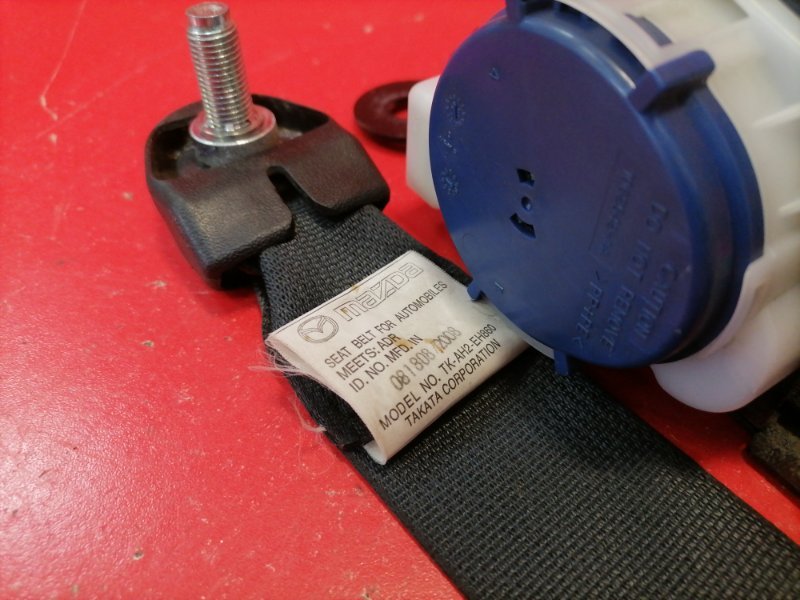 mazda
SEAT BELT FOR AUTOMOBILES
MEETS: ADR
ID. NO. MFD. IN
081808 2008
MODEL NO. TK-AH2-EH860
TAKATA CORPORATION
CAUTION
DO NOT REMOVE